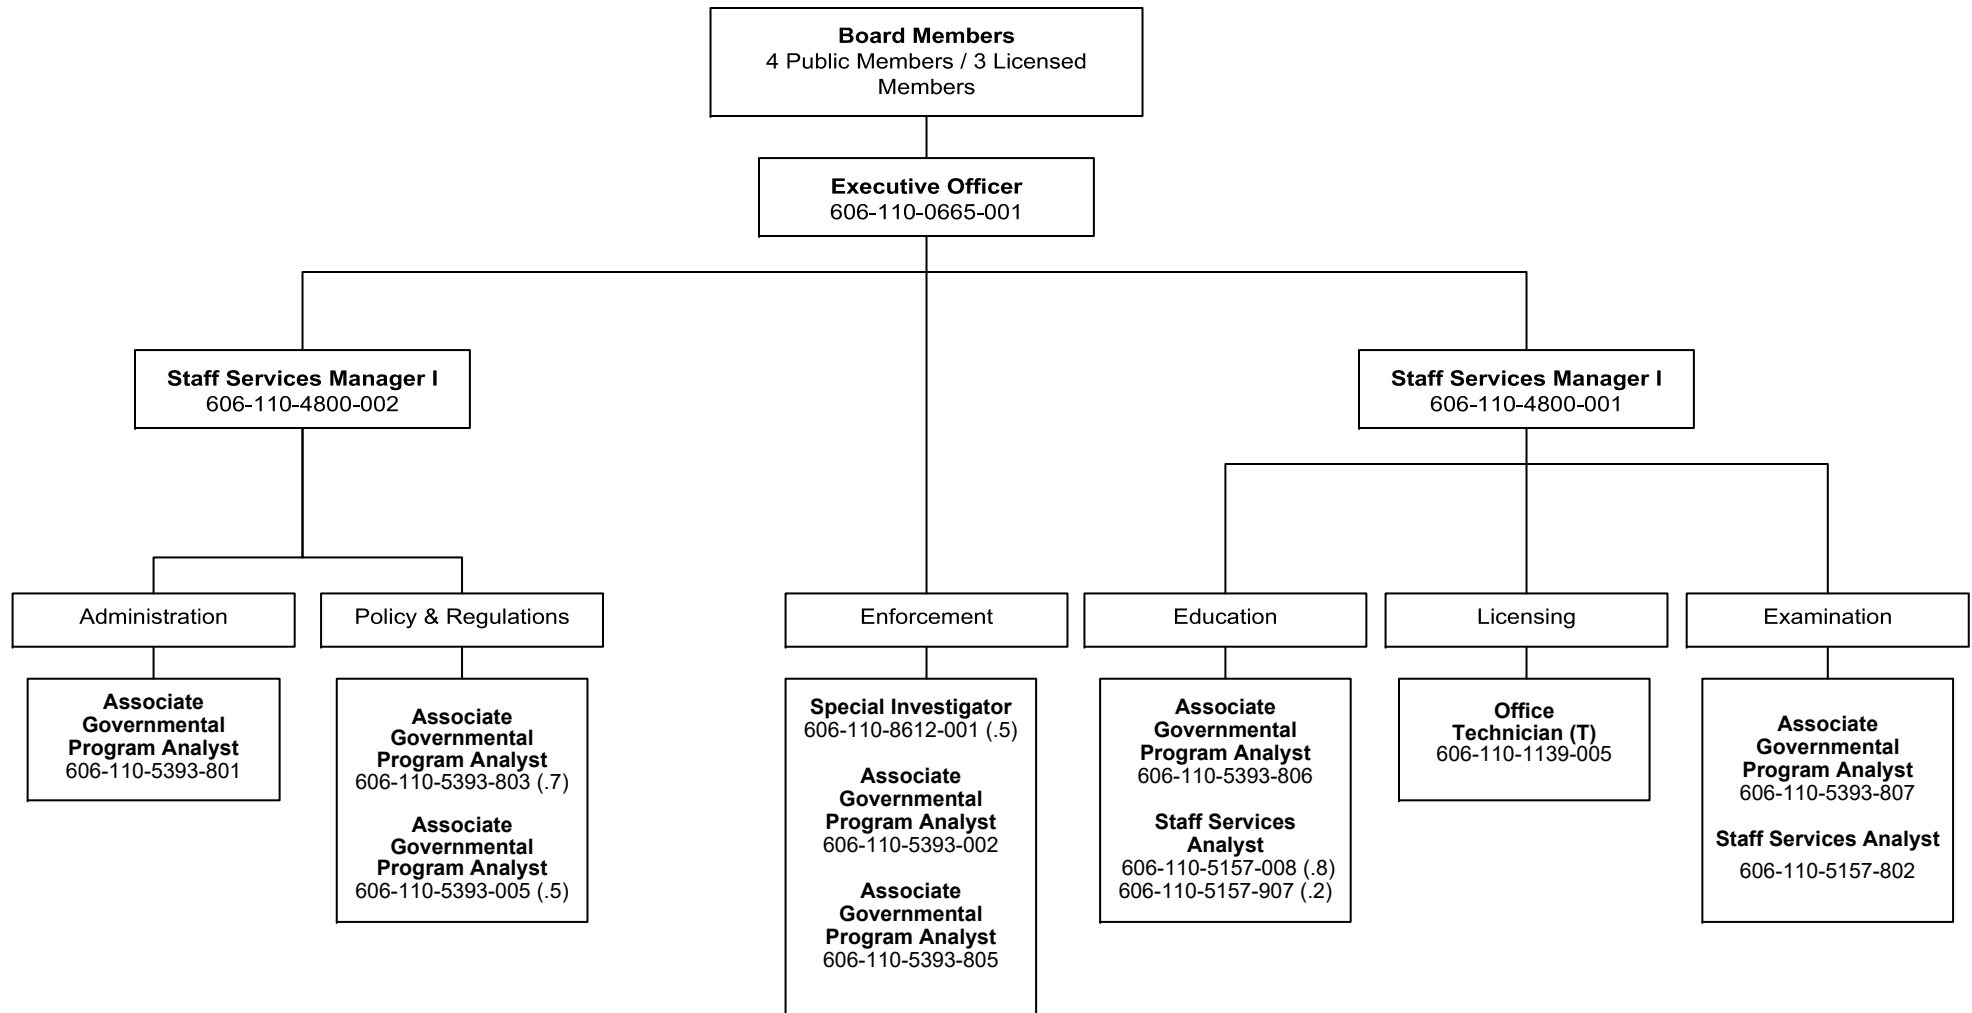 Board Members
4 Public Members / 3 Licensed
Members
Executive Officer
606-110-0665-001
Staff Services Manager I
606-110-4800-002
Staff Services Manager I
606-110-4800-001
Administration
Policy & Regulations
Enforcement
Education
Licensing
Examination
Associate
Governmental
Program Analyst
606-110-5393-801
Associate
Governmental
Program Analyst
606-110-5393-803 (.7)
Associate
Governmental
Program Analyst
606-110-5393-005 (.5)
Special Investigator
606-110-8612-001 (.5)
Associate
Governmental
Program Analyst
606-110-5393-002
Associate
Governmental
Program Analyst
606-110-5393-805
Associate
Governmental
Program Analyst
606-110-5393-806
Staff Services
Analyst
606-110-5157-008 (.8)
606-110-5157-907 (.2)
Office
Technician (T)
606-110-1139-005
Associate
Governmental
Program Analyst
606-110-5393-807
Staff Services Analyst
606-110-5157-802